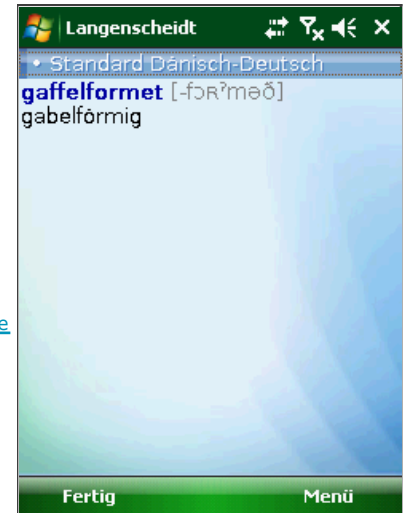 Langenscheidt
• Standard Dänisch-Deutsch
gaffelformet [-fɔʀˀməð]
gabelförmig
e
Fertig Menü